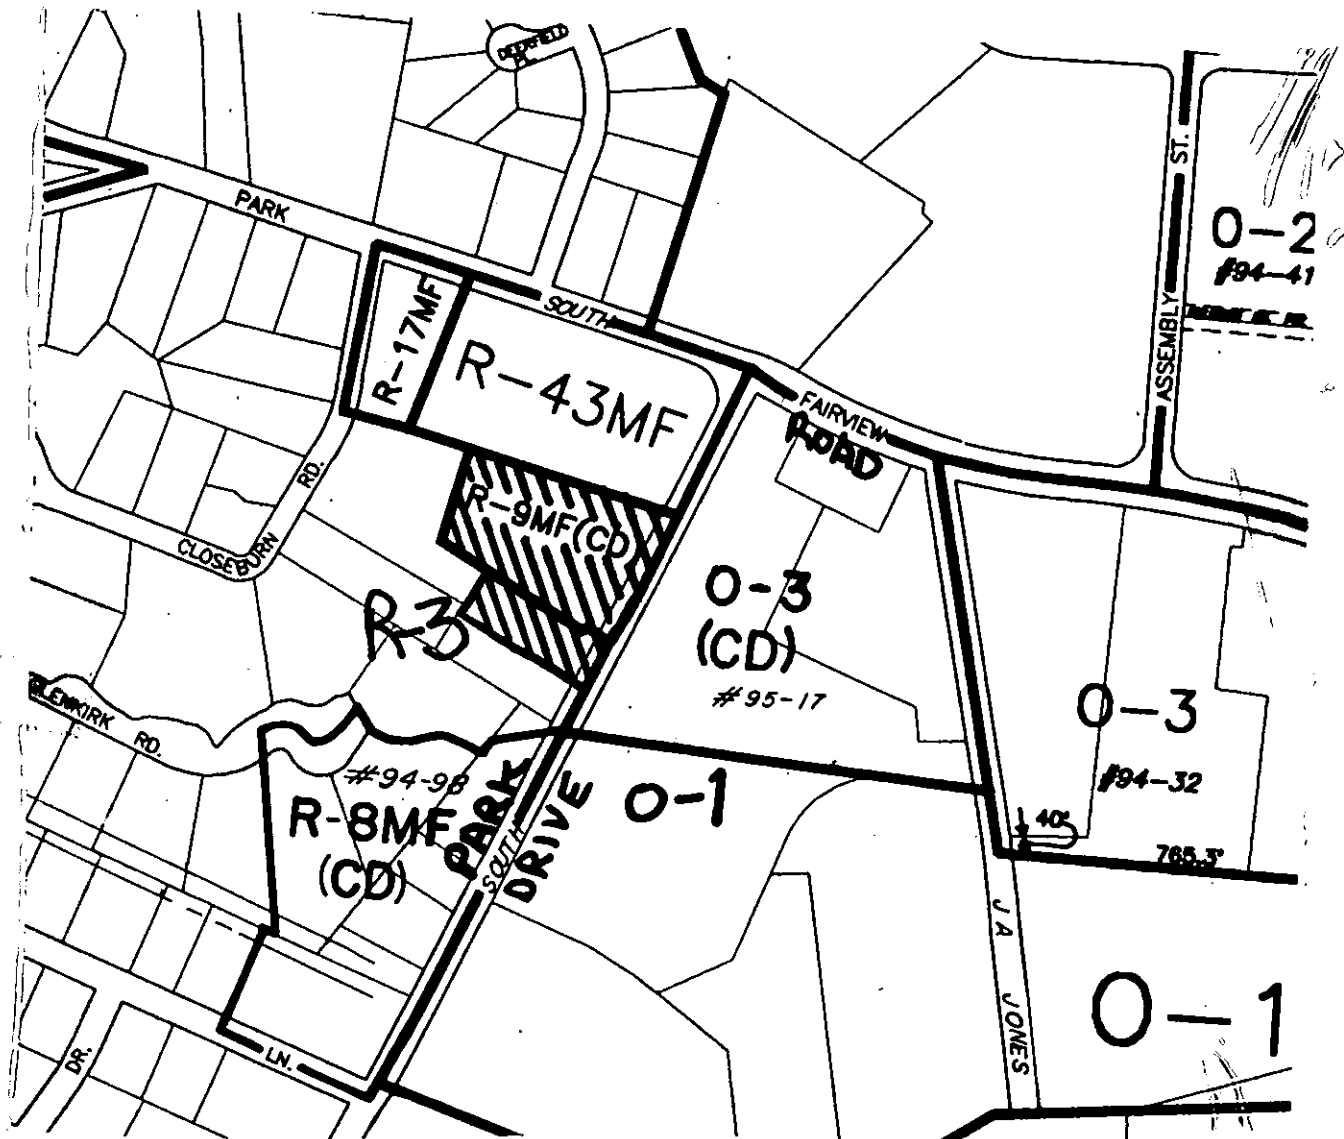 DEERFIELD
PL.
PARK
SOUTH
FAIRVIEW
ROAD
ASSEMBLY ST.
O-2
#94-41
R-17MF
R-43MF
R-9MF(CD)
CLOSEBURN RD.
R-3
O-3
(CD)
#95-17
O-3
#94-32
40'
765.3'
GLENKIRK RD.
#94-98
R-8MF
(CD)
PARK
SOUTH
DRIVE
O-1
J A JONES
O-1
DR.
LN.